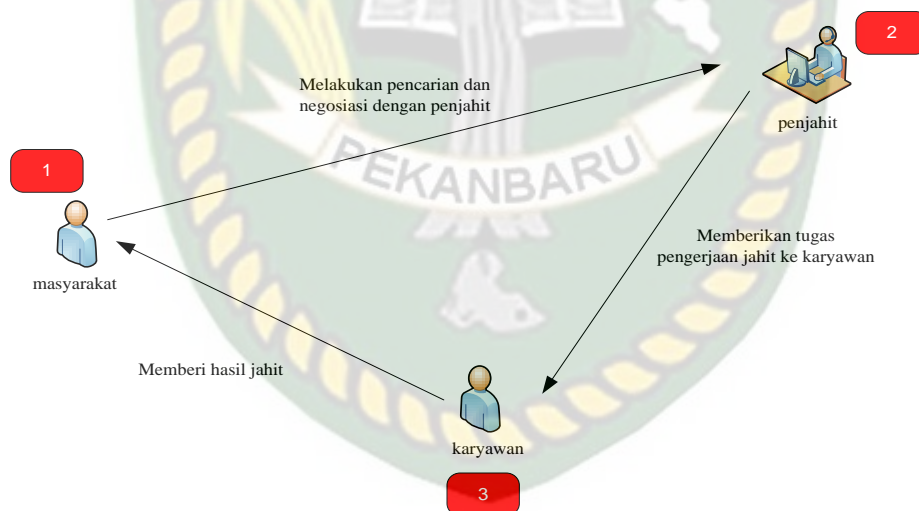 2
Melakukan pencarian dan
negosiasi dengan penjahit
penjahit
PEKANBARU
1
masyarakat
Memberikan tugas
pengerjaan jahit ke karyawan
Memberi hasil jahit
karyawan
3